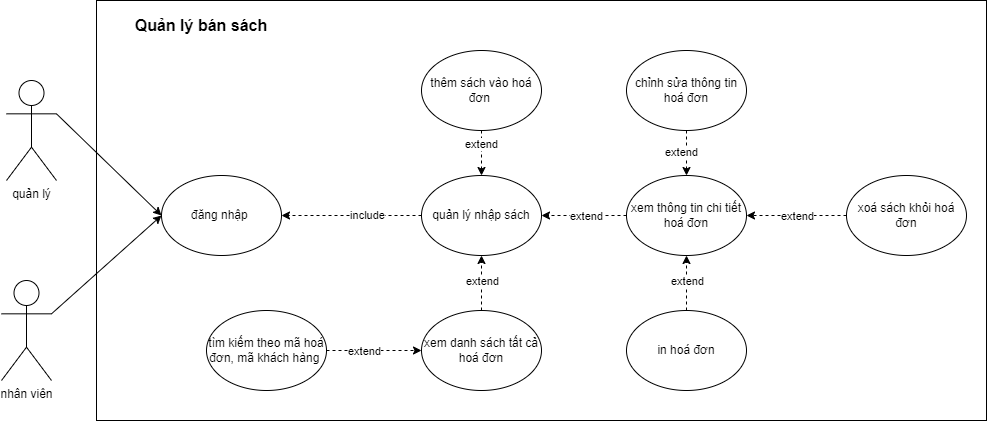 Quản lý bán sách
thêm sách vào hoá
đơn
chỉnh sửa thông tin
hoá đơn
extend
extend
quản lý
đăng nhập
include
quản lý nhập sách
extend
xem thông tin chi tiết
hoá đơn
extend
xoá sách khỏi hoá
đơn
extend
extend
tìm kiếm theo mã hoá
đơn, mã khách hàng
extend
xem danh sách tất cả
hoá đơn
in hoá đơn
nhân viên